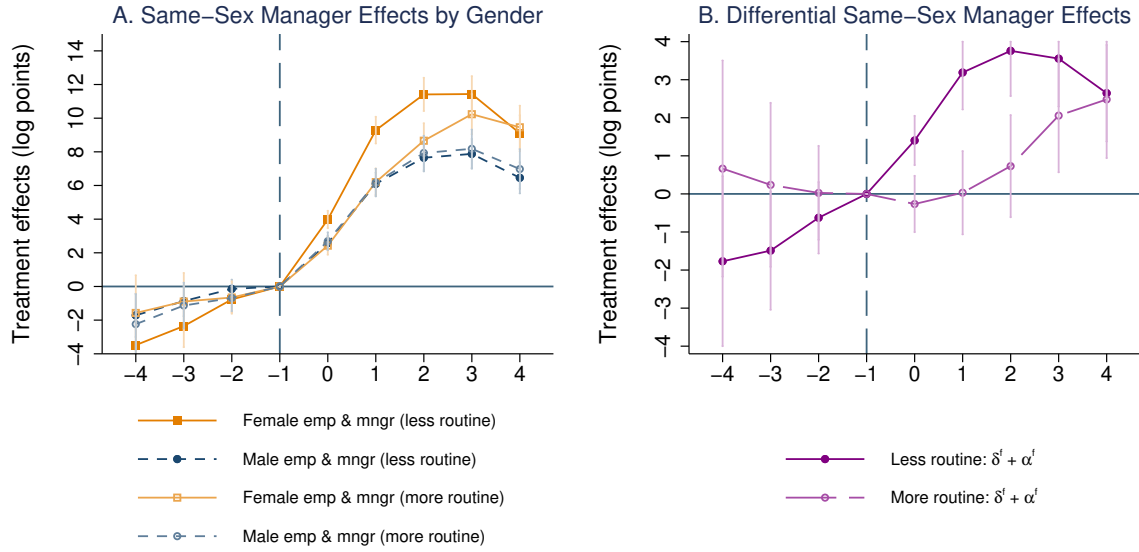 A. Same−Sex Manager Effects by Gender
Treatment effects (log points)
14
12
10
8
6
4
2
0
−2
−4
−4 −3 −2 −1 0 1 2 3 4
Female emp & mngr (less routine)
Male emp & mngr (less routine)
Female emp & mngr (more routine)
Male emp & mngr (more routine)
B. Differential Same−Sex Manager Effects
Treatment effects (log points)
4
3
2
1
0
−1
−2
−3
−4
−4 −3 −2 −1 0 1 2 3 4
Less routine: δᶠ + αᶠ
More routine: δᶠ + αᶠ